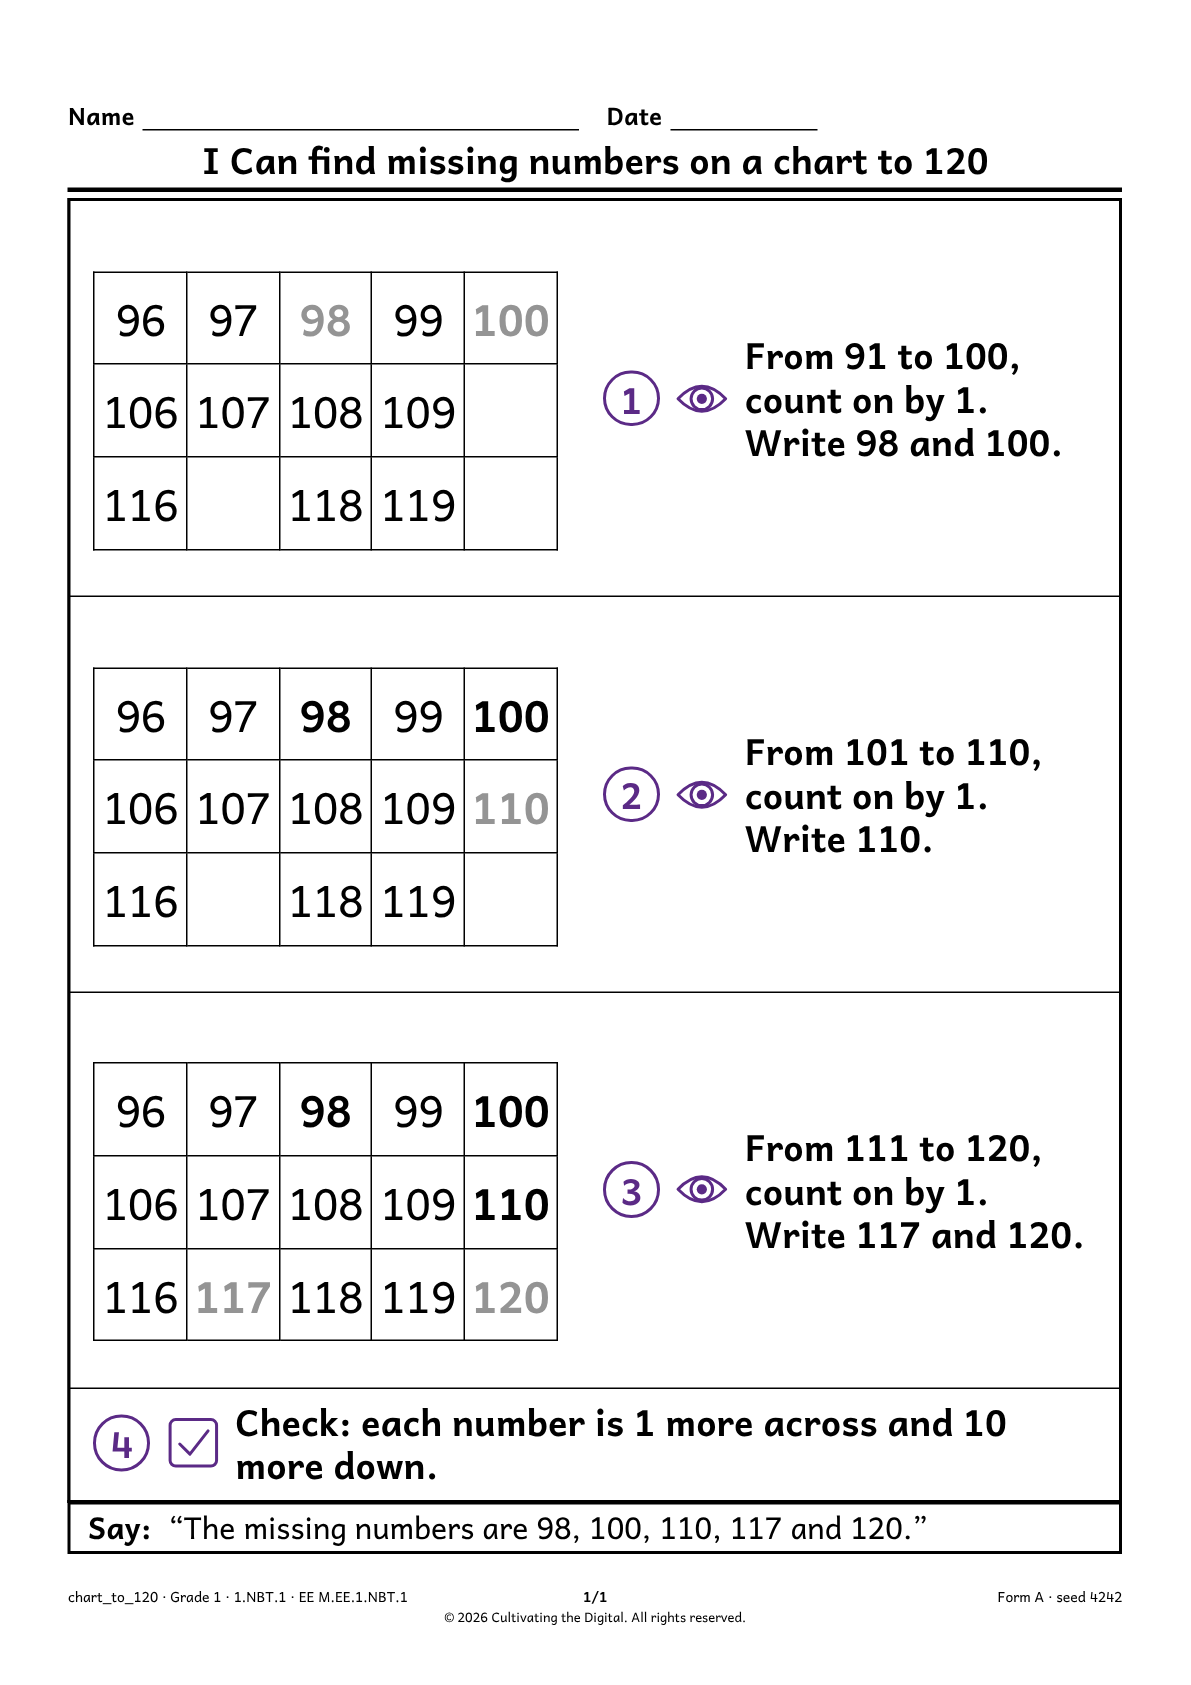 Name Date
I Can find missing numbers on a chart to 120
96 97 98 99 100
106 107 108 109
116 118 119
1 From 91 to 100,
count on by 1.
Write 98 and 100.
96 97 98 99 100
106 107 108 109 110
116 118 119
2 From 101 to 110,
count on by 1.
Write 110.
96 97 98 99 100
106 107 108 109 110
116 117 118 119 120
3 From 111 to 120,
count on by 1.
Write 117 and 120.
4 Check: each number is 1 more across and 10
more down.
Say: “The missing numbers are 98, 100, 110, 117 and 120.”
chart_to_120 · Grade 1 · 1.NBT.1 · EE M.EE.1.NBT.1 1/1 Form A · seed 4242
© 2026 Cultivating the Digital. All rights reserved.